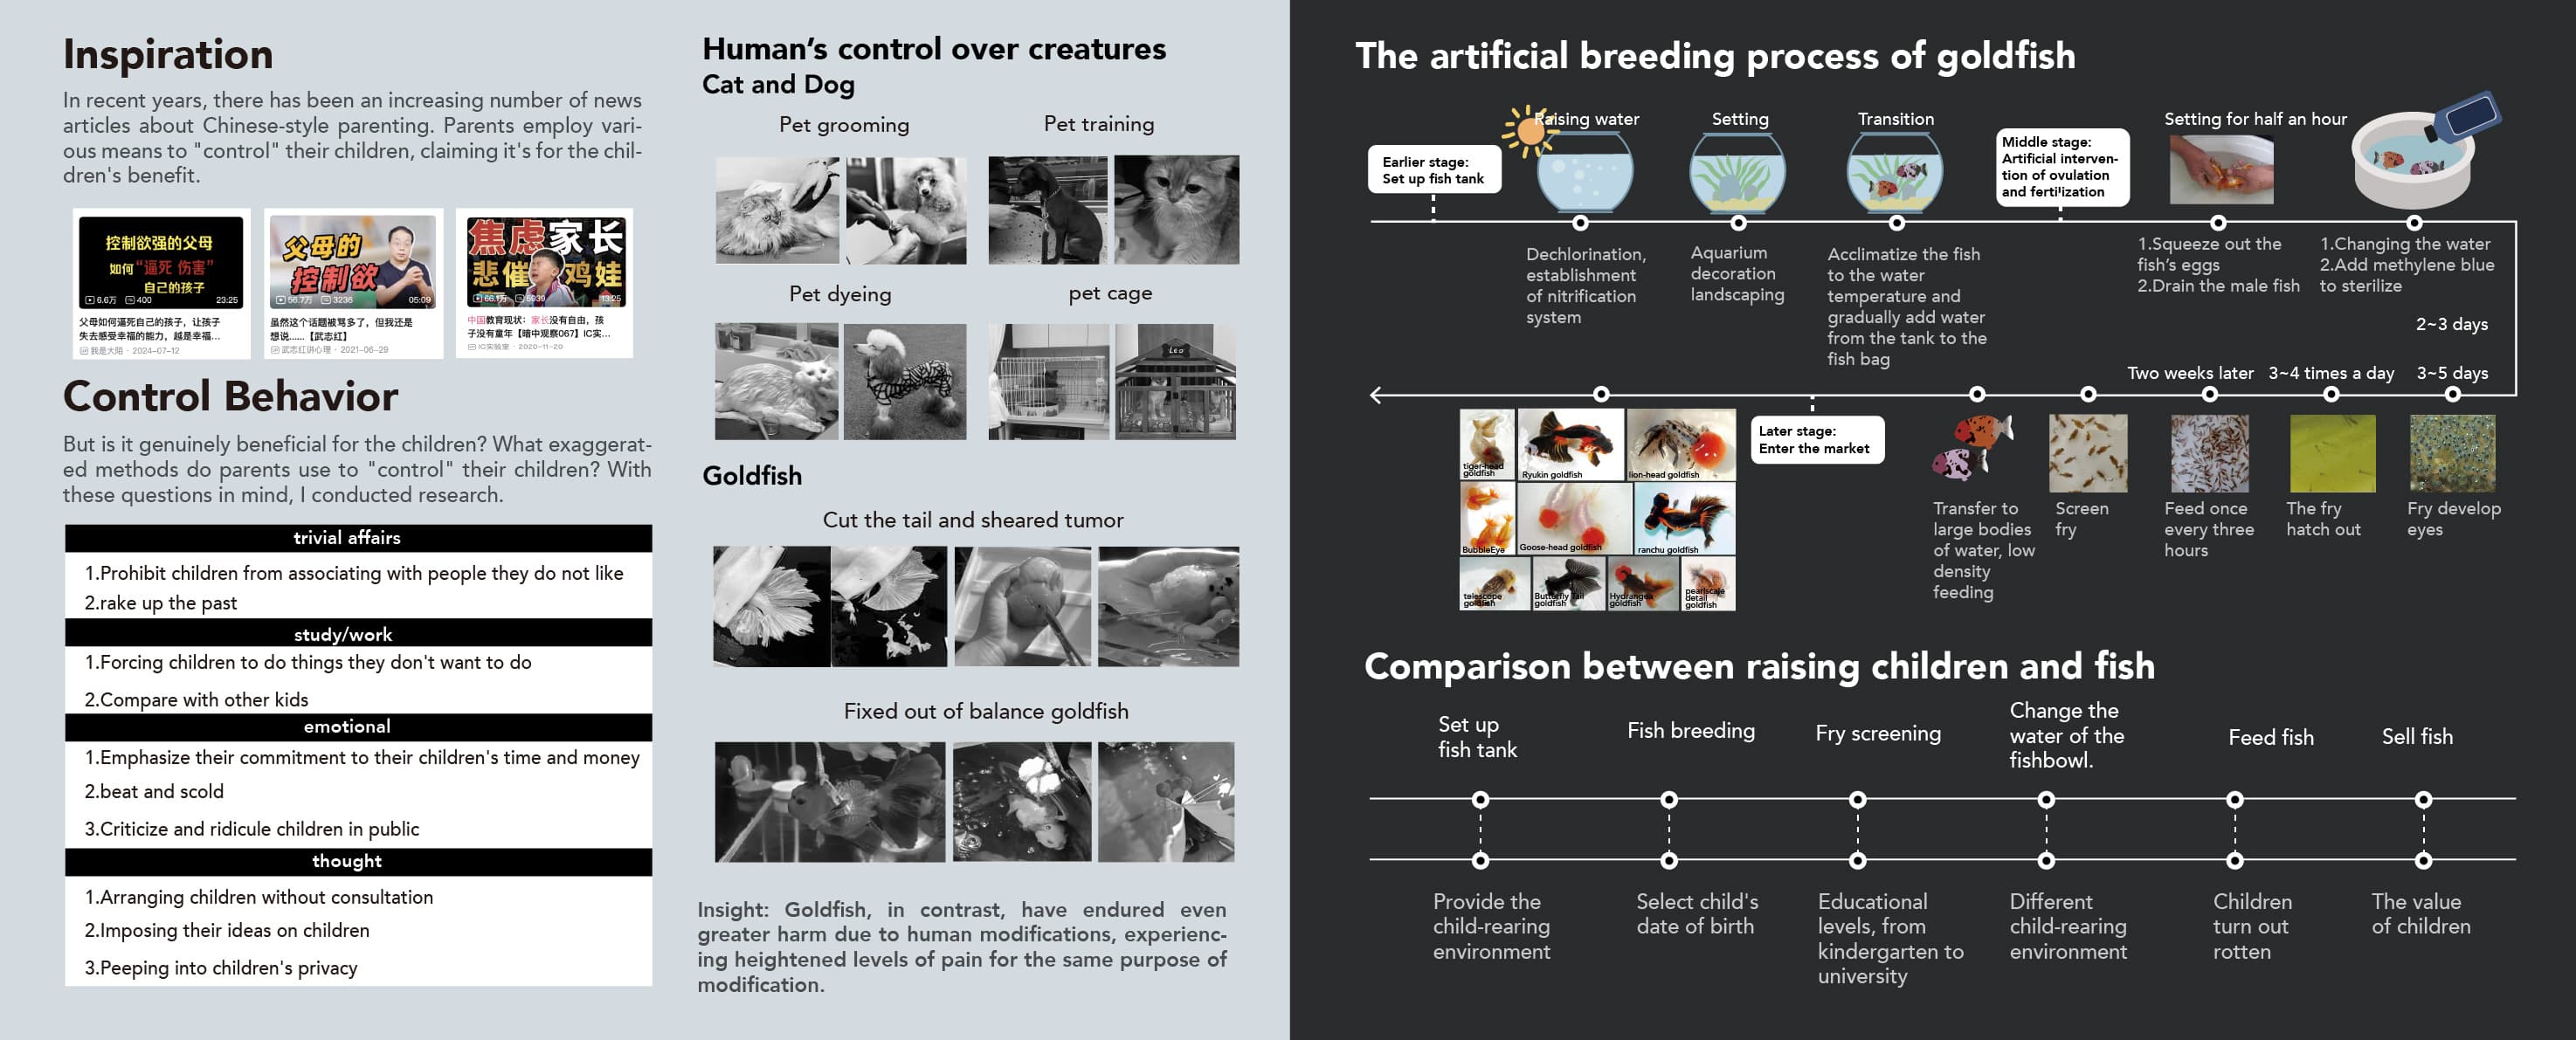 Inspiration
In recent years, there has been an increasing number of news
articles about Chinese-style parenting. Parents employ vari-
ous means to "control" their children, claiming it's for the chil-
dren's benefit.
控制欲强的父母
如何"逼死 伤害"
自己的孩子
6.6万 400 23:25
父母如何逼死自己的孩子，让孩子
失去感受幸福的能力，越是幸福...
我是大陆 · 2024-07-12
父母的
控制欲
56.7万 3236 05:09
虽然这个话题被骂多了，但我还是
想说......【武志红】
武志红讲心理 · 2021-06-29
焦虑家长
悲催鸡娃
13:25
中国教育现状：家长没有自由，孩
子没有童年【暗中观察067】IC实...
IC实验室 · 2020-11-20
Control Behavior
But is it genuinely beneficial for the children? What exaggerat-
ed methods do parents use to "control" their children? With
these questions in mind, I conducted research.
trivial affairs
1.Prohibit children from associating with people they do not like
2.rake up the past
study/work
1.Forcing children to do things they don't want to do
2.Compare with other kids
emotional
1.Emphasize their commitment to their children's time and money
2.beat and scold
3.Criticize and ridicule children in public
thought
1.Arranging children without consultation
2.Imposing their ideas on children
3.Peeping into children's privacy
Human's control over creatures
Cat and Dog
Pet grooming
Pet training
Pet dyeing
pet cage
Leo
Goldfish
Cut the tail and sheared tumor
Fixed out of balance goldfish
Insight: Goldfish, in contrast, have endured even
greater harm due to human modifications, experienc-
ing heightened levels of pain for the same purpose of
modification.
The artificial breeding process of goldfish
Earlier stage:
Set up fish tank
Raising water
Setting
Transition
Middle stage:
Artificial interven-
tion of ovulation
and fertilization
Setting for half an hour
Dechlorination,
establishment
of nitrification
system
Aquarium
decoration
landscaping
Acclimatize the fish
to the water
temperature and
gradually add water
from the tank to the
fish bag
1.Squeeze out the
fish's eggs
2.Drain the male fish
1.Changing the water
2.Add methylene blue
to sterilize
2~3 days
Two weeks later
3~4 times a day
3~5 days
tiger-head
goldfish
Ryukin goldfish
lion-head goldfish
BubbleEye
Goose-head goldfish
ranchu goldfish
telescope
goldfish
Butterfly Tail
goldfish
Hydrangea
goldfish
pearlscale
detail
goldfish
Later stage:
Enter the market
Transfer to
large bodies
of water, low
density
feeding
Screen
fry
Feed once
every three
hours
The fry
hatch out
Fry develop
eyes
Comparison between raising children and fish
Set up
fish tank
Fish breeding
Fry screening
Change the
water of the
fishbowl.
Feed fish
Sell fish
Provide the
child-rearing
environment
Select child's
date of birth
Educational
levels, from
kindergarten to
university
Different
child-rearing
environment
Children
turn out
rotten
The value
of children